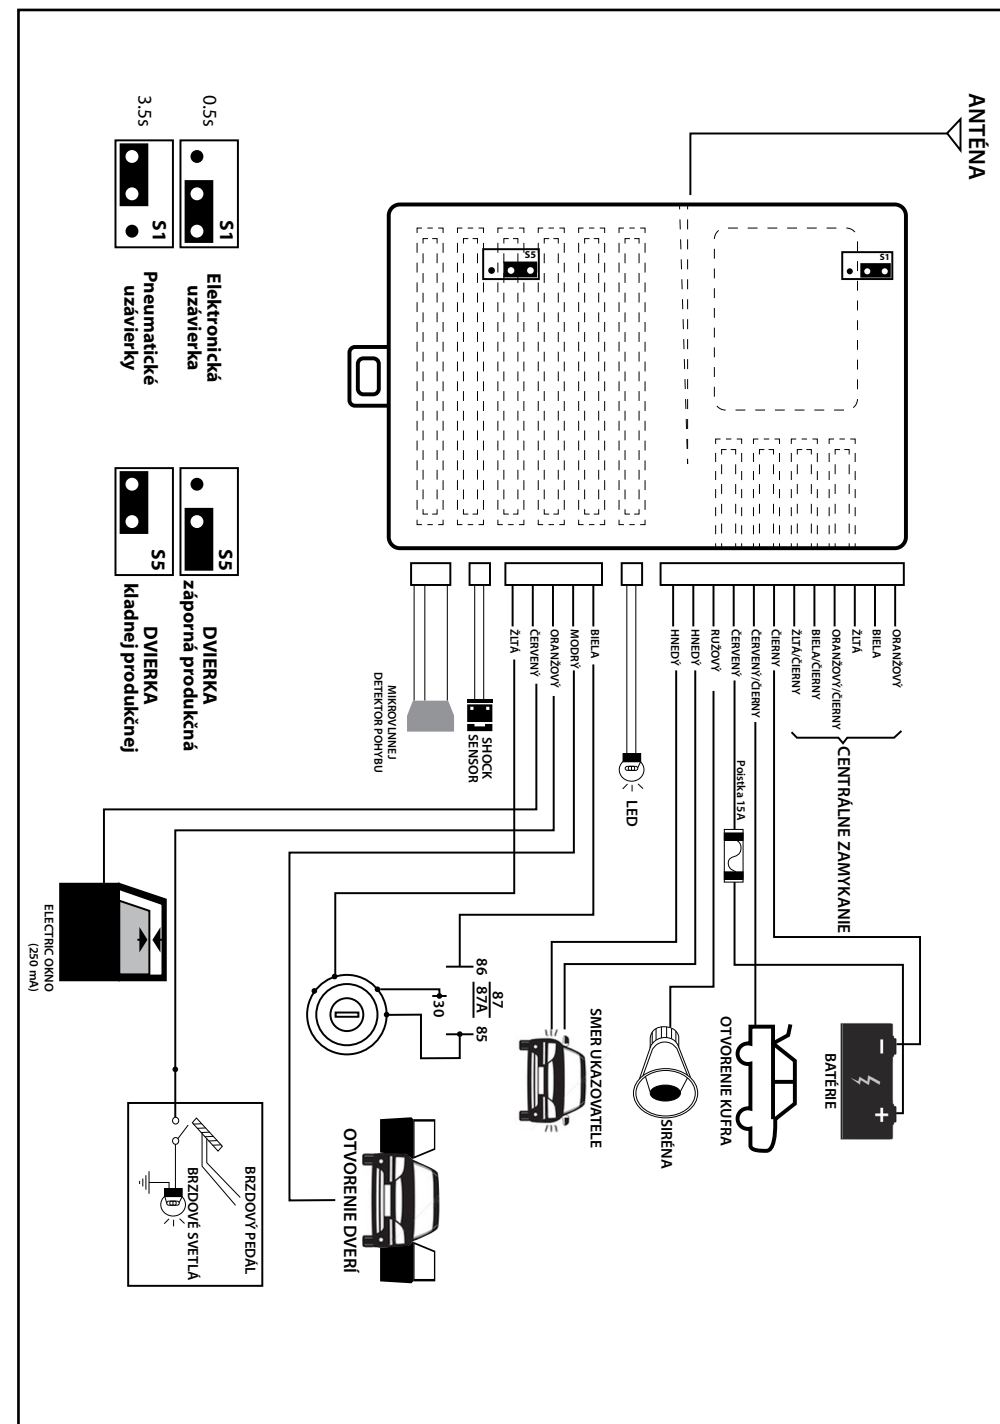 ANTÉNA
S1
S5
0.5s
S1
Elektronická
uzávierka
3.5s
S1
Pneumatické
uzávierky
S5
DVIERKA
záporná produkčná
S5
DVIERKA
kladnej produkčnej
ORANŽOVÝ
BIELA
ŽLTÁ
ORANŽOVÝ/ČIERNY
BIELA/ČIERNY
ŽLTÁ/ČIERNY
ČIERNY
ČERVENÝ/ČIERNY
ČERVENÝ
RUŽOVÝ
HNEDÝ
HNEDÝ
BIELA
MODRÝ
ORANŽOVÝ
ČERVENÝ
ŽLTÁ
CENTRÁLNE ZAMYKANIE
Poistka 15A
LED
SHOCK
SENSOR
MIKROVLNNEJ
DETEKTOR POHYBU
BATÉRIE
- +
OTVORENIE KUFRA
SIRÉNA
SMER UKAZOVATELE
87
86 87A 85
30
OTVORENIE DVERÍ
BRZDOVÝ PEDÁL
BRZDOVÉ SVETLÁ
ELECTRIC OKNO
(250 mA)